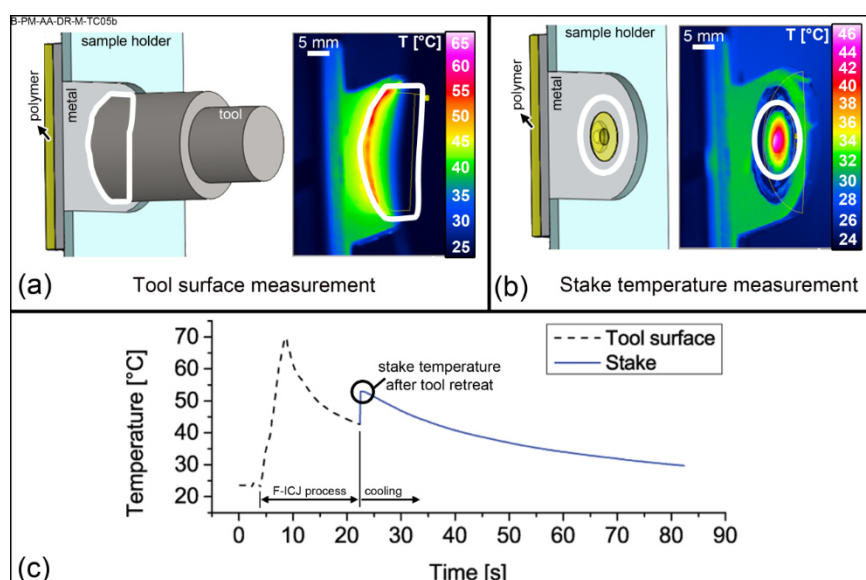 B-PM-AA-DR-M-TC05b
sample holder
polymer
metal
tool
5 mm
T [°C]
65
60
55
50
45
40
35
30
25
(a)
Tool surface measurement
sample holder
polymer
metal
5 mm
T [°C]
46
44
42
40
38
36
34
32
30
28
26
24
(b)
Stake temperature measurement
Temperature [°C]
70
60
50
40
30
20
Tool surface
Stake
stake temperature
after tool retreat
F-ICJ process
cooling
0 10 20 30 40 50 60 70 80 90
Time [s]
(c)